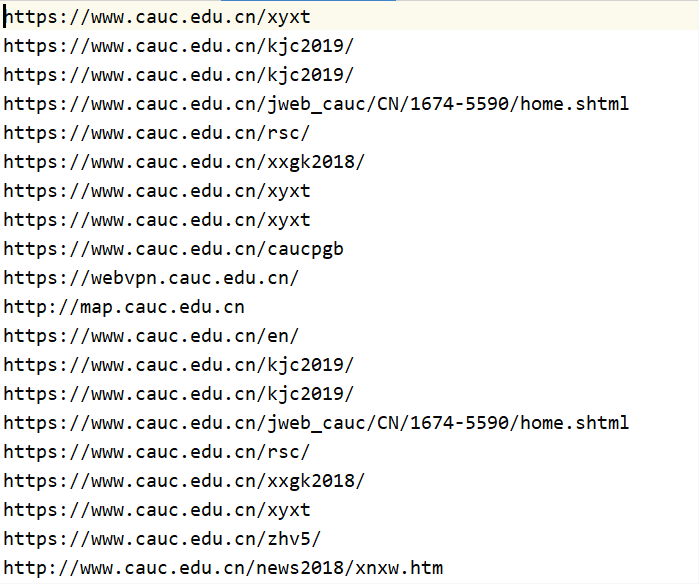 https://www.cauc.edu.cn/xyxt
https://www.cauc.edu.cn/kjc2019/
https://www.cauc.edu.cn/kjc2019/
https://www.cauc.edu.cn/jweb_cauc/CN/1674-5590/home.shtml
https://www.cauc.edu.cn/rsc/
https://www.cauc.edu.cn/xxgk2018/
https://www.cauc.edu.cn/xyxt
https://www.cauc.edu.cn/xyxt
https://www.cauc.edu.cn/caucpgb
https://webvpn.cauc.edu.cn/
http://map.cauc.edu.cn
https://www.cauc.edu.cn/en/
https://www.cauc.edu.cn/kjc2019/
https://www.cauc.edu.cn/kjc2019/
https://www.cauc.edu.cn/jweb_cauc/CN/1674-5590/home.shtml
https://www.cauc.edu.cn/rsc/
https://www.cauc.edu.cn/xxgk2018/
https://www.cauc.edu.cn/xyxt
https://www.cauc.edu.cn/zhv5/
http://www.cauc.edu.cn/news2018/xnxw.htm